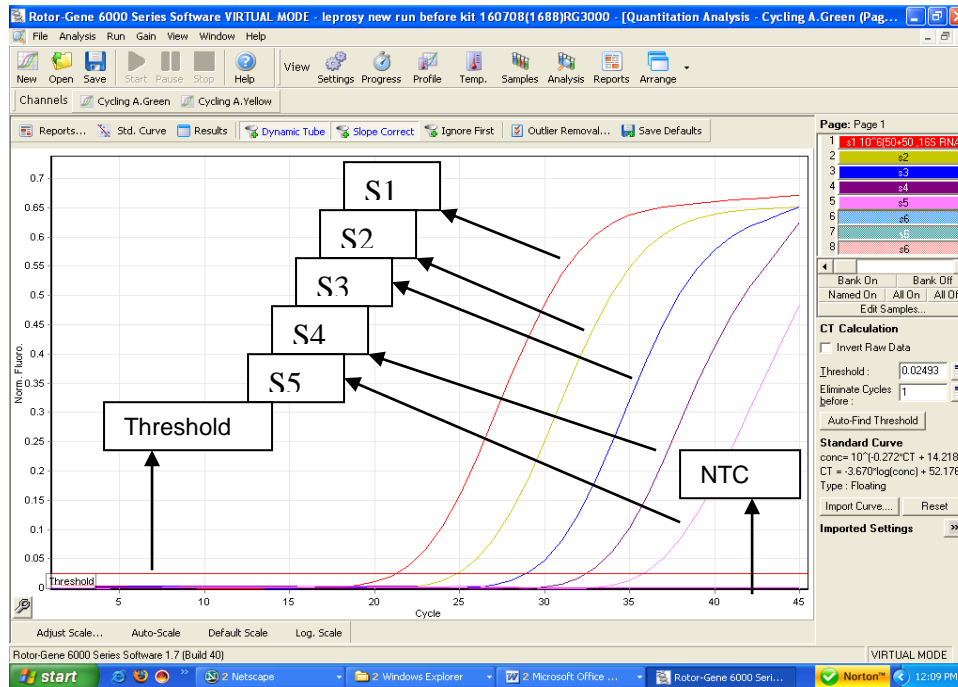 Rotor-Gene 6000 Series Software VIRTUAL MODE - leprosy new run before kit 160708(1688)RG3000 - [Quantitation Analysis - Cycling A.Green (Pag...
File Analysis Run Gain View Window Help
New Open Save Start Pause Stop Help View Settings Progress Profile Temp. Samples Analysis Reports Arrange
Channels Cycling A.Green Cycling A.Yellow
Reports... Std. Curve Results Dynamic Tube Slope Correct Ignore First Outlier Removal... Save Defaults
Page: Page 1
1 s1 10^6(50+50 ,16S RNA
2 s2
3 s3
4 s4
5 s5
6 s6
7 s6
8 s6
Bank On Bank Off
Named On All On All Of
Edit Samples...
CT Calculation
Invert Raw Data
Threshold : 0.02493
Eliminate Cycles before : 1
Auto-Find Threshold
Standard Curve
conc= 10^(-0.272*CT + 14.218
CT = -3.670*log(conc) + 52.176
Type : Floating
Import Curve.... Reset
Imported Settings
Norm. Fluoro.
0.7
0.65
0.6
0.55
0.5
0.45
0.4
0.35
0.3
0.25
0.2
0.15
0.1
0.05
0
S1
S2
S3
S4
S5
Threshold
NTC
Threshold
5 10 15 20 25 30 35 40 45
Cycle
Adjust Scale... Auto-Scale Default Scale Log. Scale
Rotor-Gene 6000 Series Software 1.7 (Build 40) VIRTUAL MODE
start 2 Netscape 2 Windows Explorer 2 Microsoft Office ... Rotor-Gene 6000 Seri... Norton™ 12:09 PM